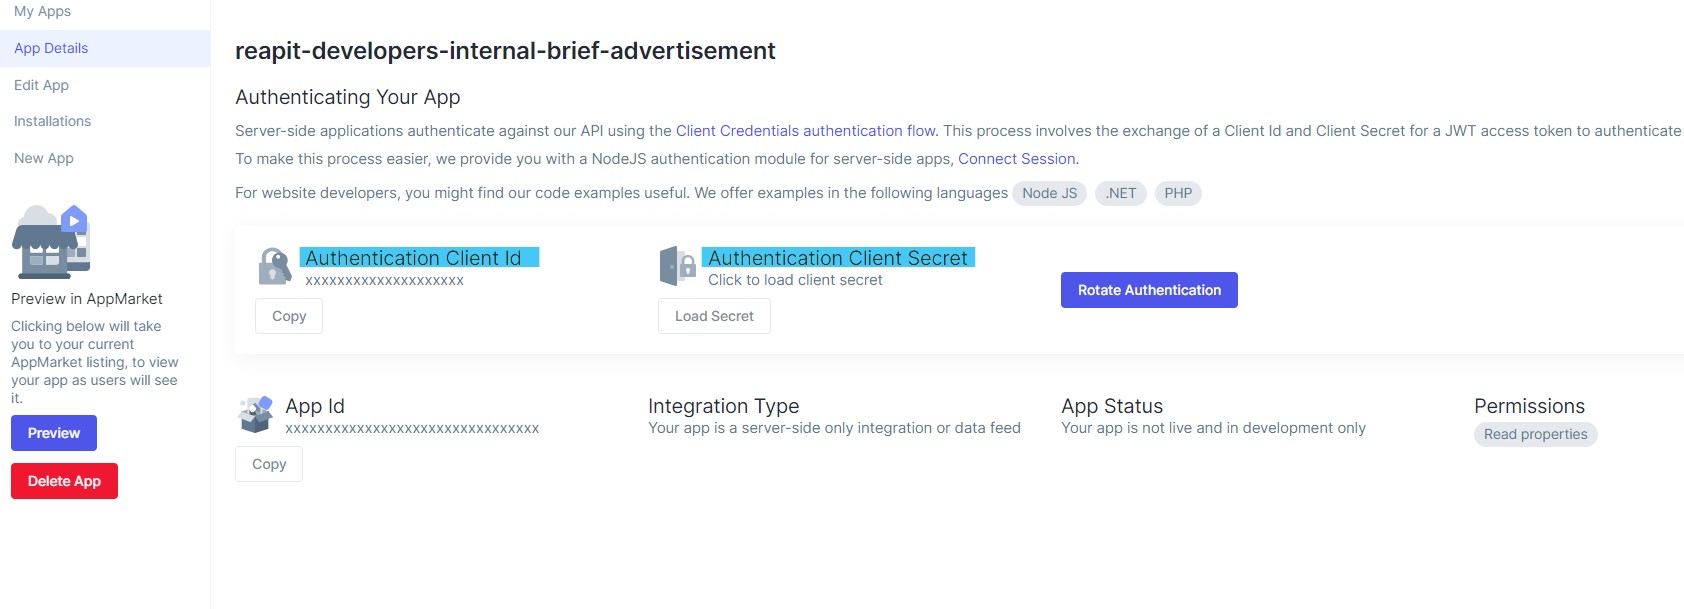 My Apps
App Details
Edit App
Installations
New App
Preview in AppMarket
Clicking below will take
you to your current
AppMarket listing, to view
your app as users will see
it.
Preview
Delete App
reapit-developers-internal-brief-advertisement
Authenticating Your App
Server-side applications authenticate against our API using the Client Credentials authentication flow. This process involves the exchange of a Client Id and Client Secret for a JWT access token to authenticate
To make this process easier, we provide you with a NodeJS authentication module for server-side apps, Connect Session.
For website developers, you might find our code examples useful. We offer examples in the following languages Node JS .NET PHP
Authentication Client Id
xxxxxxxxxxxxxxxxxxxx
Copy
Authentication Client Secret
Click to load client secret
Load Secret
Rotate Authentication
App Id
xxxxxxxxxxxxxxxxxxxxxxxxxxxxxxxx
Copy
Integration Type
Your app is a server-side only integration or data feed
App Status
Your app is not live and in development only
Permissions
Read properties